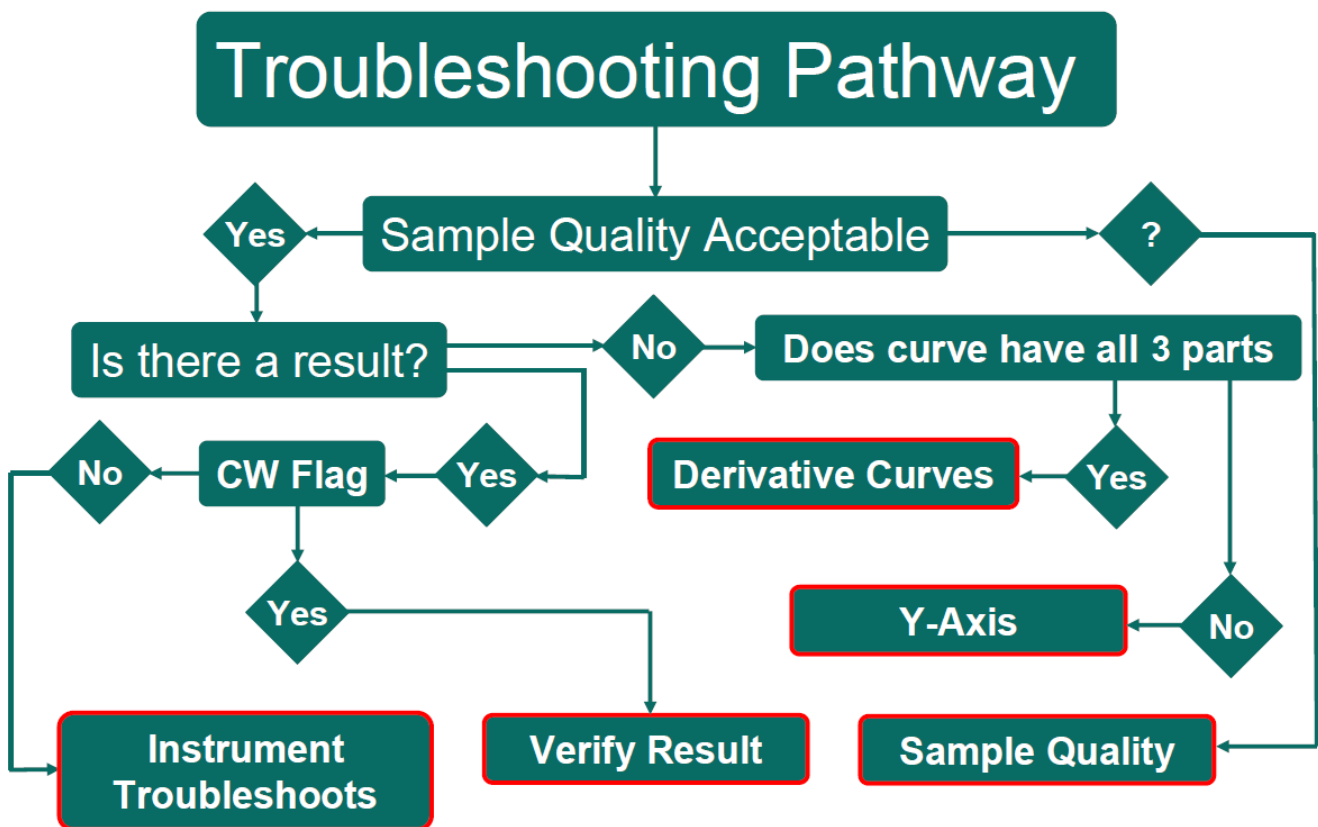 Troubleshooting Pathway
Yes
Sample Quality Acceptable
?
Is there a result?
No
Does curve have all 3 parts
No
CW Flag
Yes
Derivative Curves
Yes
Yes
Y-Axis
No
Instrument
Troubleshoots
Verify Result
Sample Quality